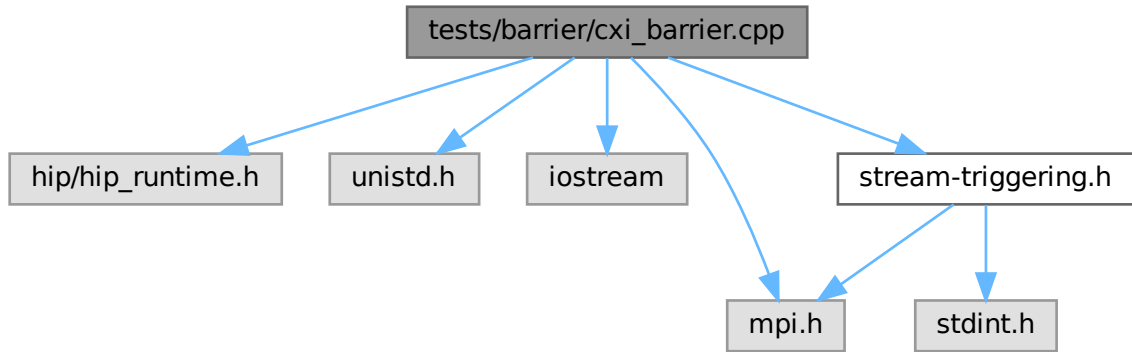 tests/barrier/cxi_barrier.cpp
hip/hip_runtime.h
unistd.h
iostream
stream-triggering.h
mpi.h
stdint.h